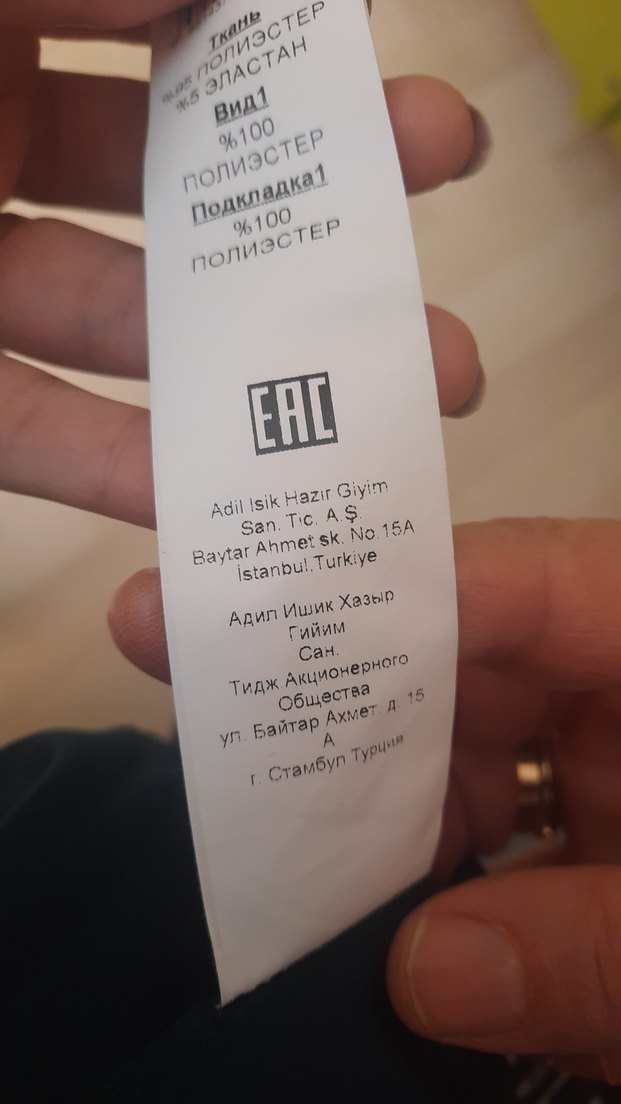 ткань
%95 ПОЛИЭСТЕР
%5 ЭЛАСТАН
Вид1
%100
ПОЛИЭСТЕР
Подкладка1
%100
ПОЛИЭСТЕР
EAC
Adil Isik Hazır Giyim
San. Tic. A.Ş.
Baytar Ahmet sk. No.15A
İstanbul.Turkiye
Адил Ишик Хазыр
Гийим
Сан.
Тидж Акционерного
Общества
ул. Байтар Ахмет. д. 15
А
г. Стамбул Турция